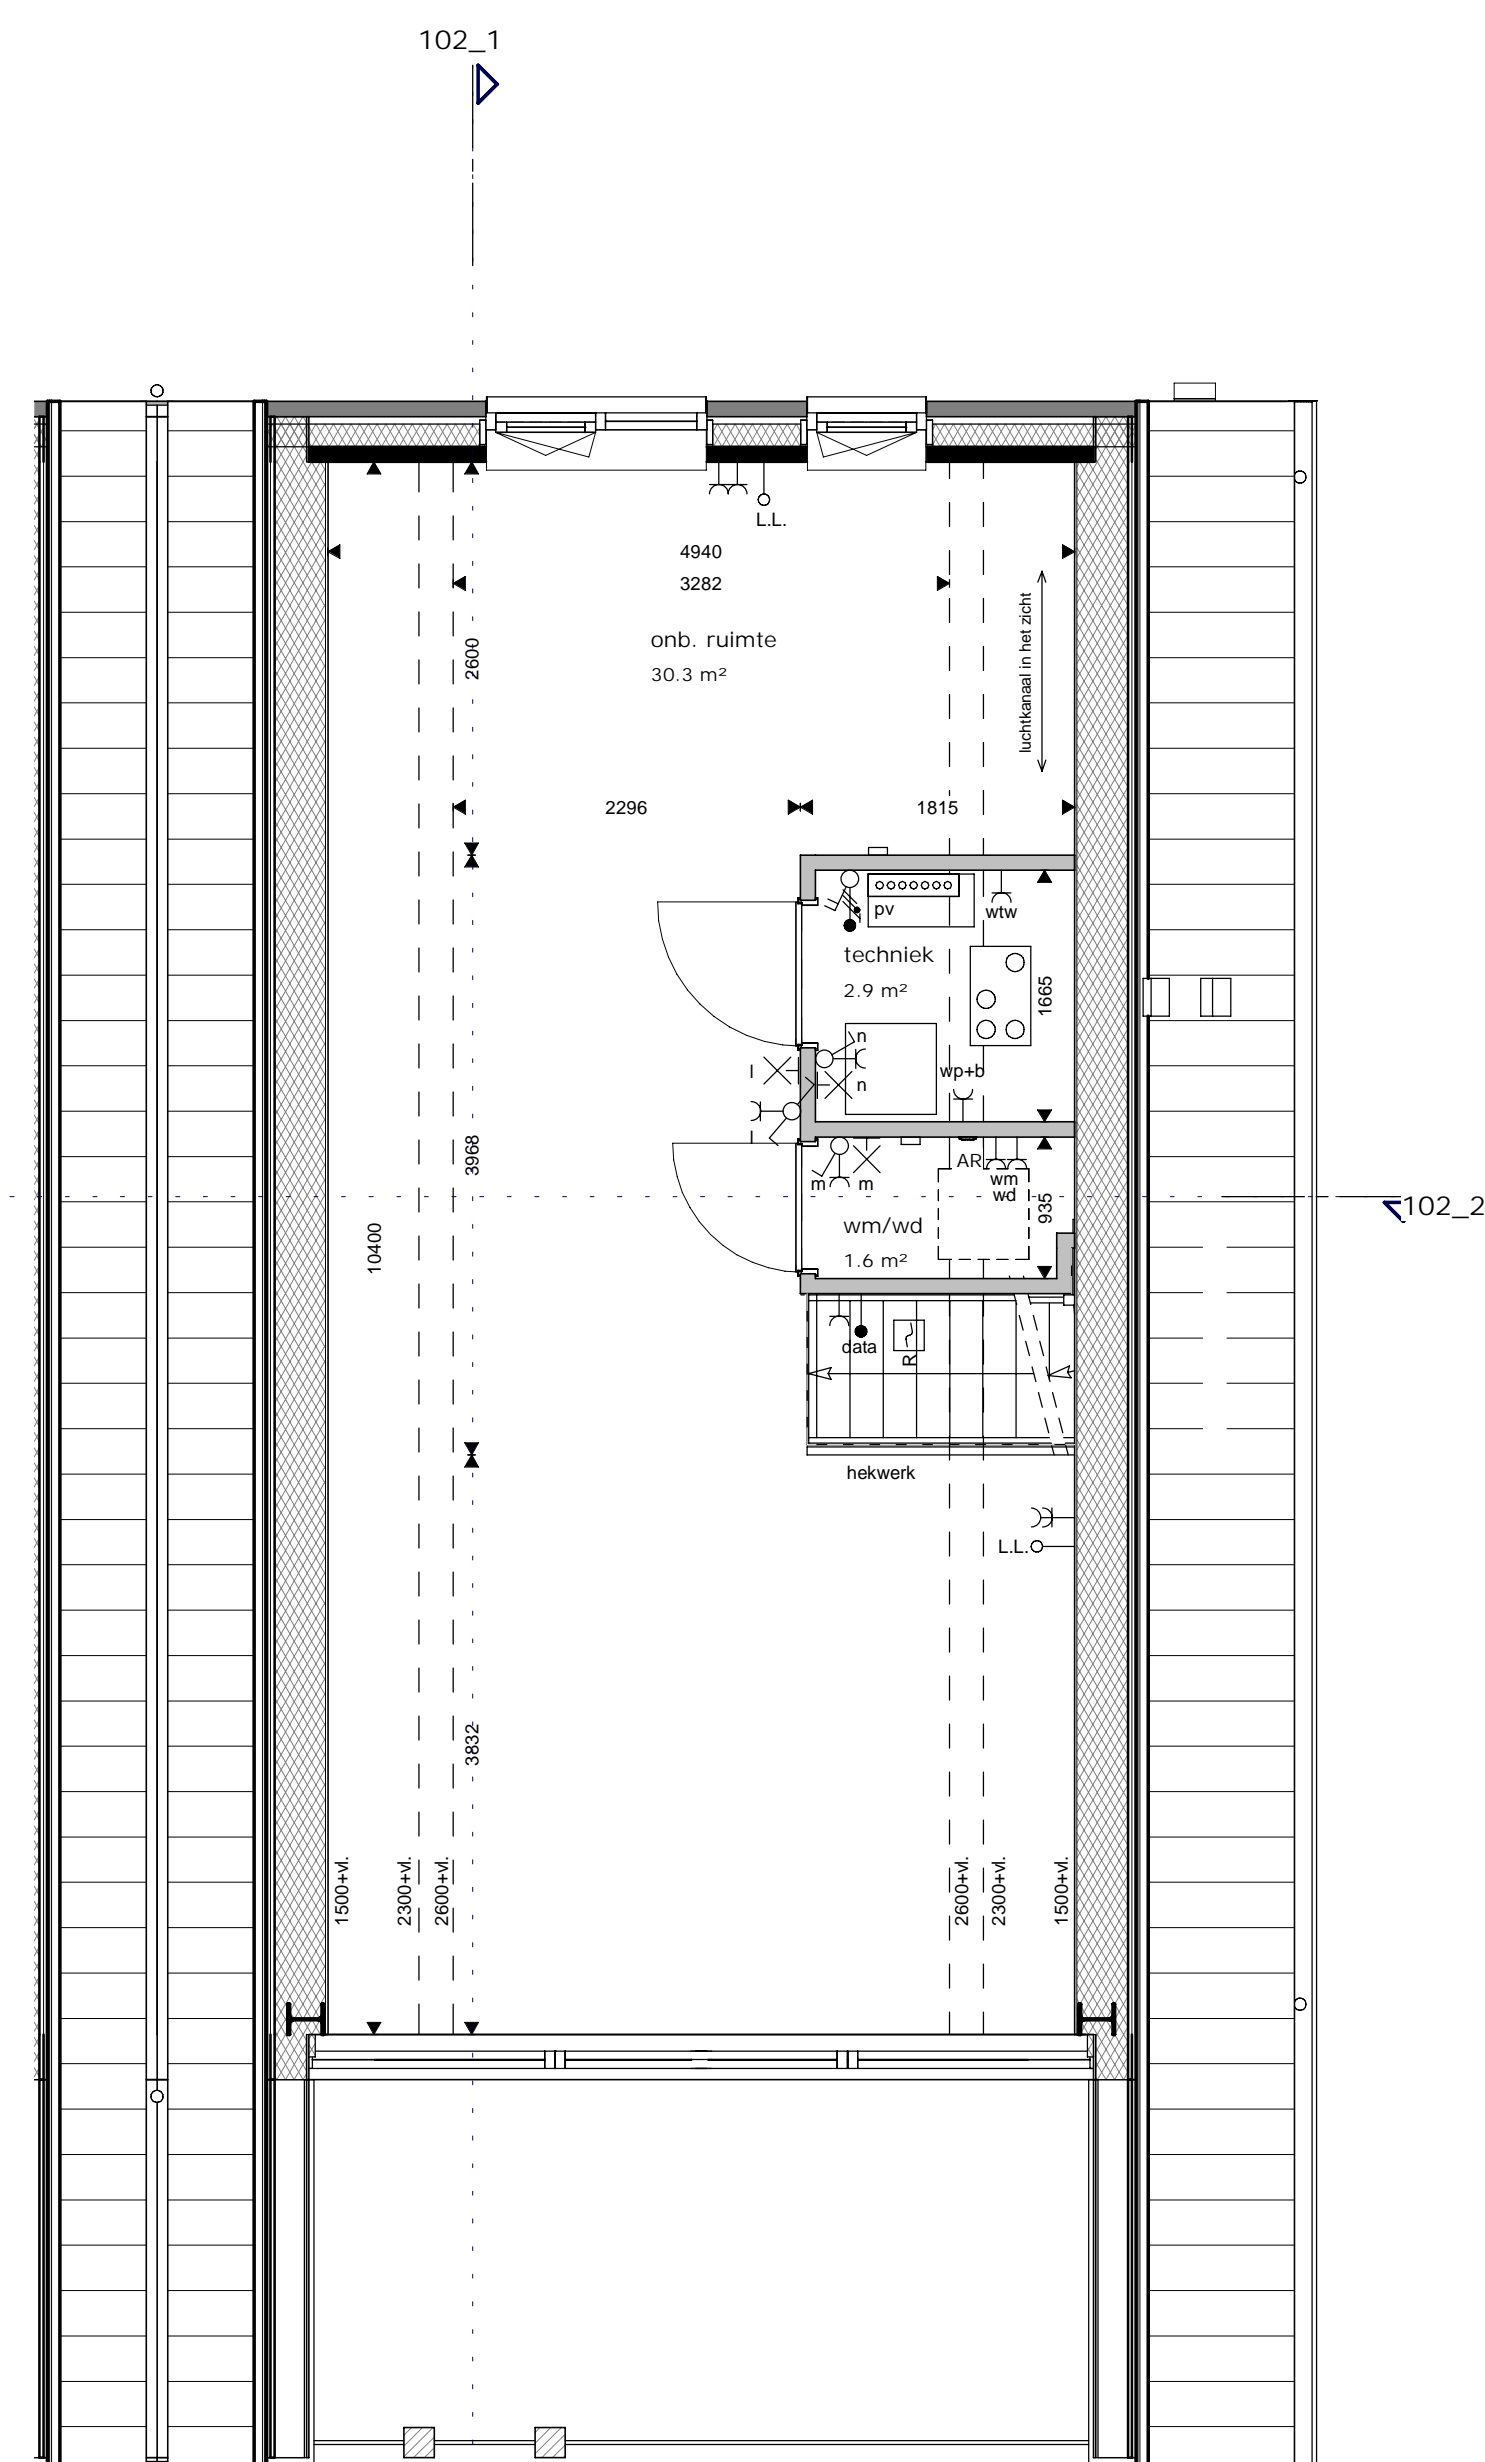 102_1
L.L.
4940
3282
2600
onb. ruimte
30.3 m²
luchtkanaal in het zicht
2296
1815
pv
wtw
techniek
2.9 m²
1665
n
l
n
wp+b
l
3968
AR
wm
wd
m
m
935
102_2
wm/wd
1.6 m²
10400
data
R
hekwerk
L.L.
3832
1500+vl.
2300+vl.
2600+vl.
2600+vl.
2300+vl.
1500+vl.